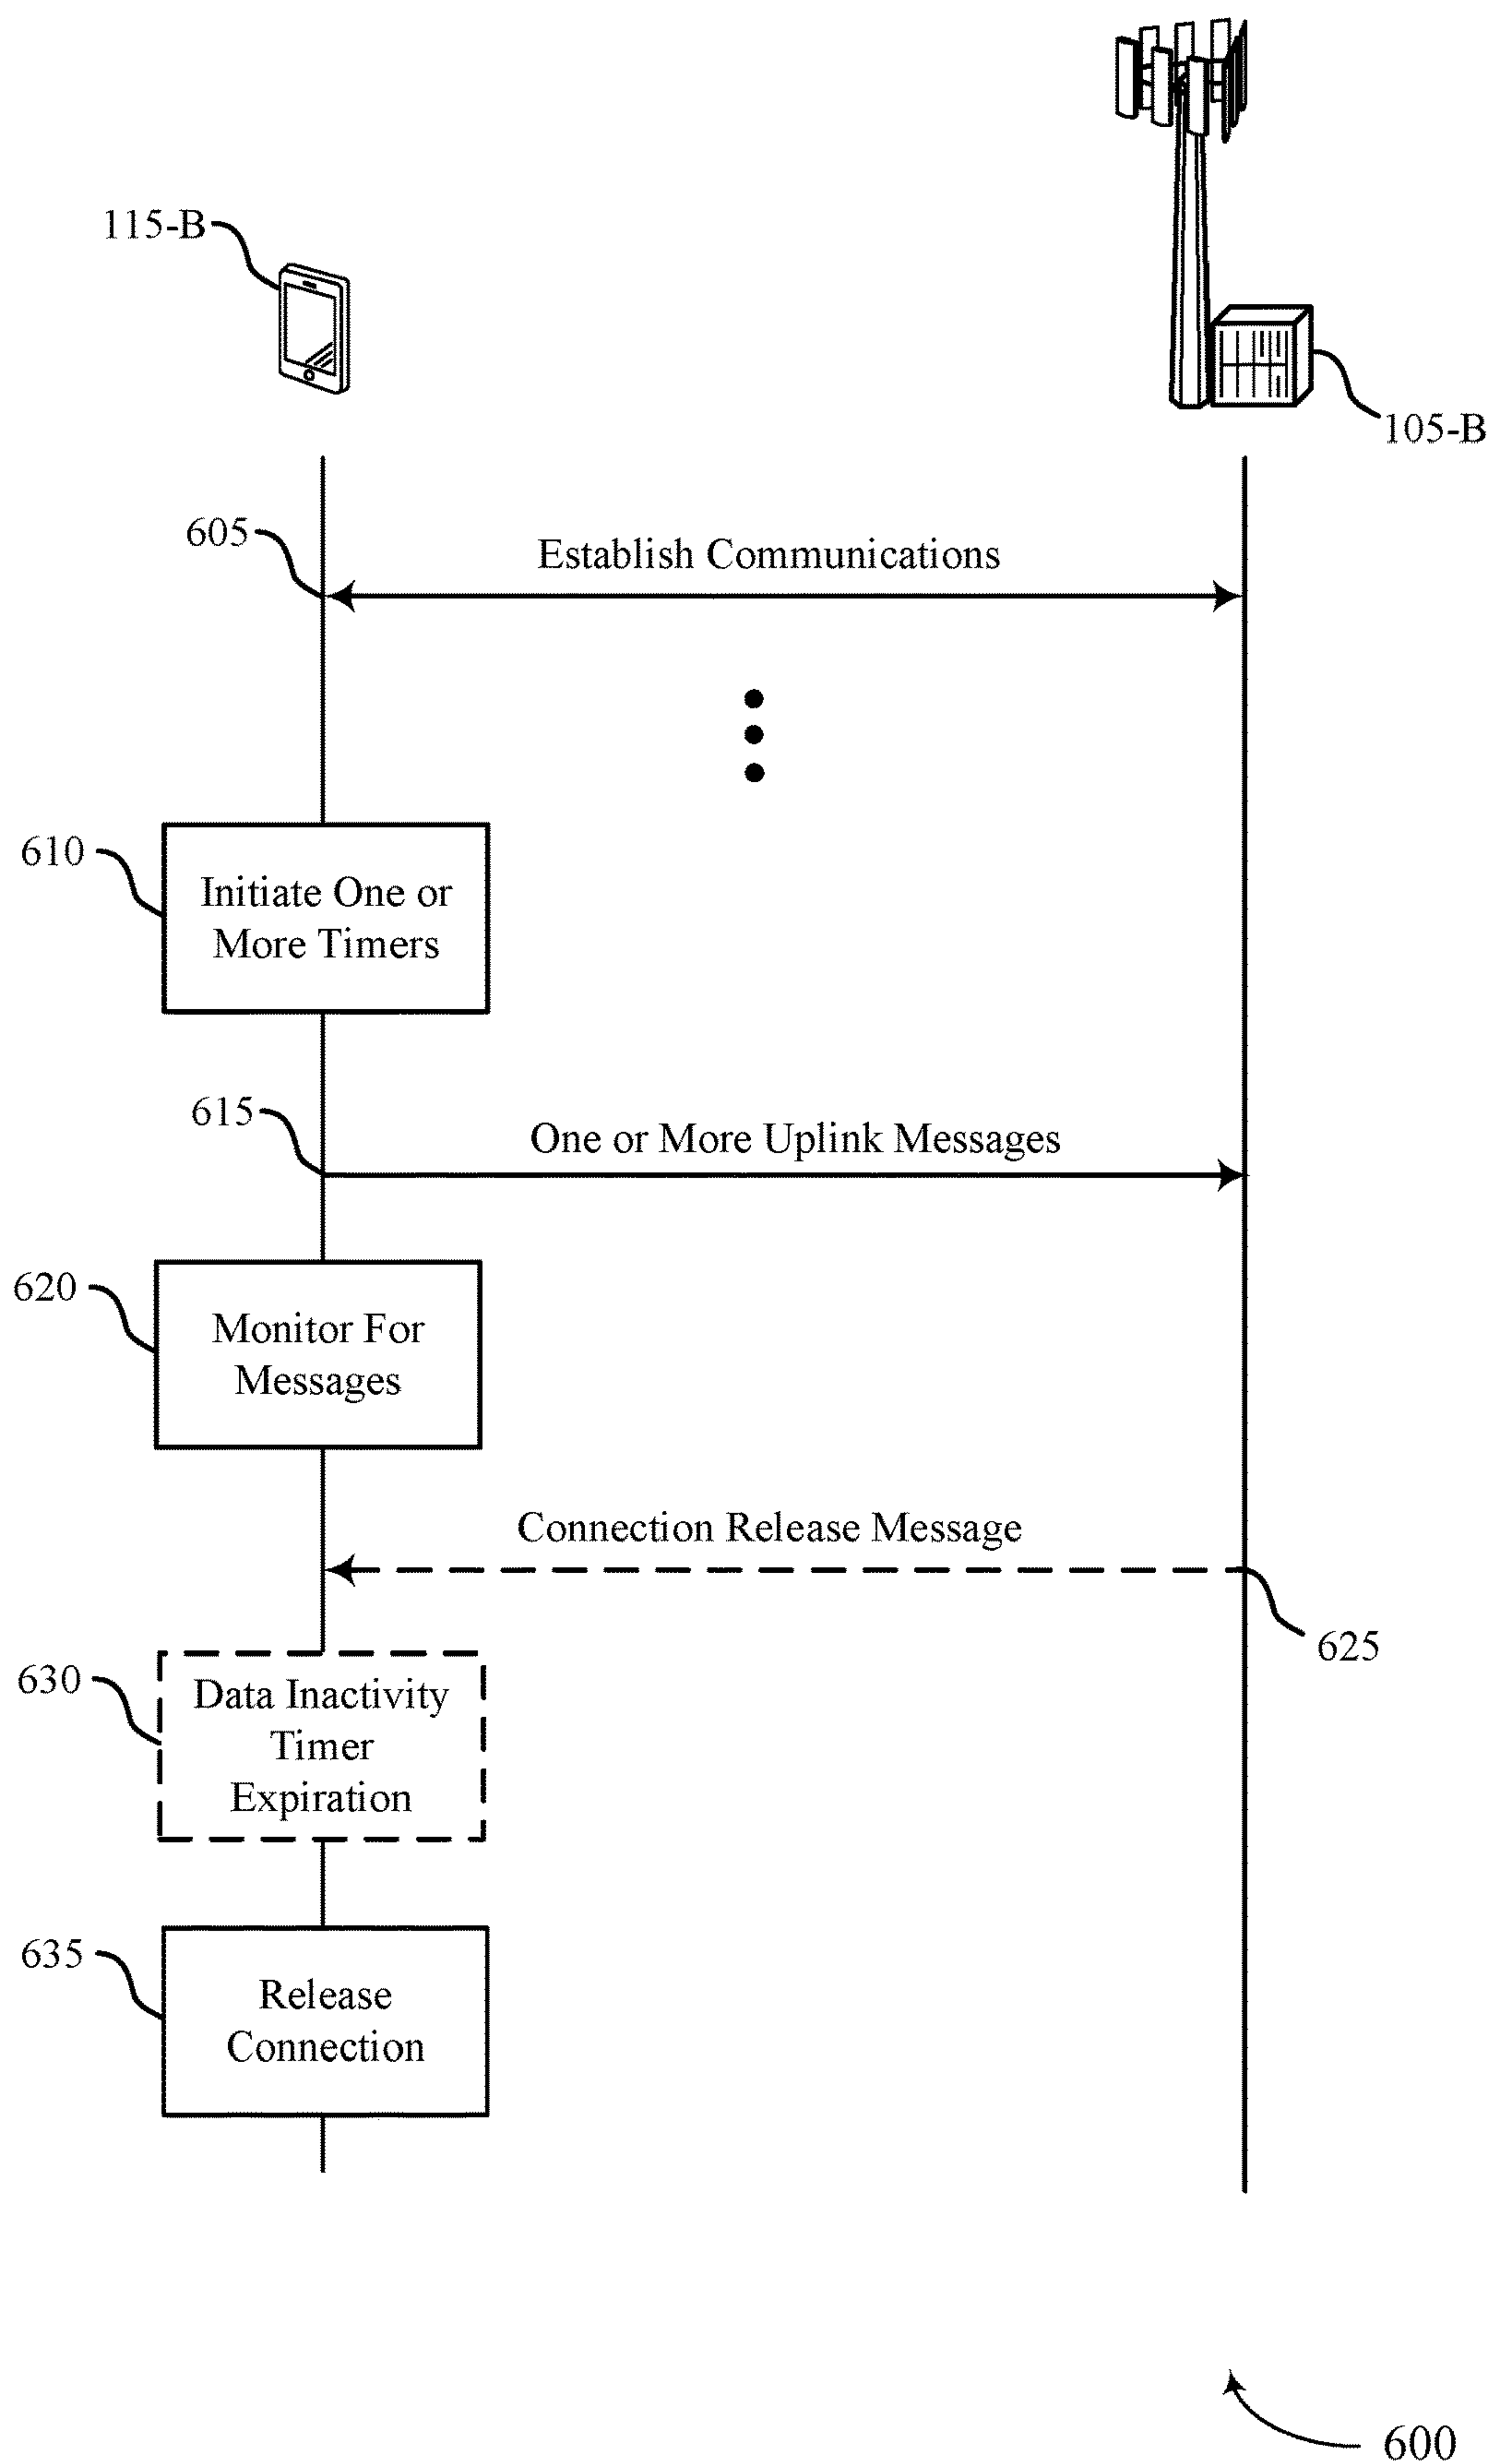 115-B
105-B
605
Establish Communications
610
Initiate One or
More Timers
615
One or More Uplink Messages
620
Monitor For
Messages
Connection Release Message
625
630
Data Inactivity
Timer
Expiration
635
Release
Connection
600